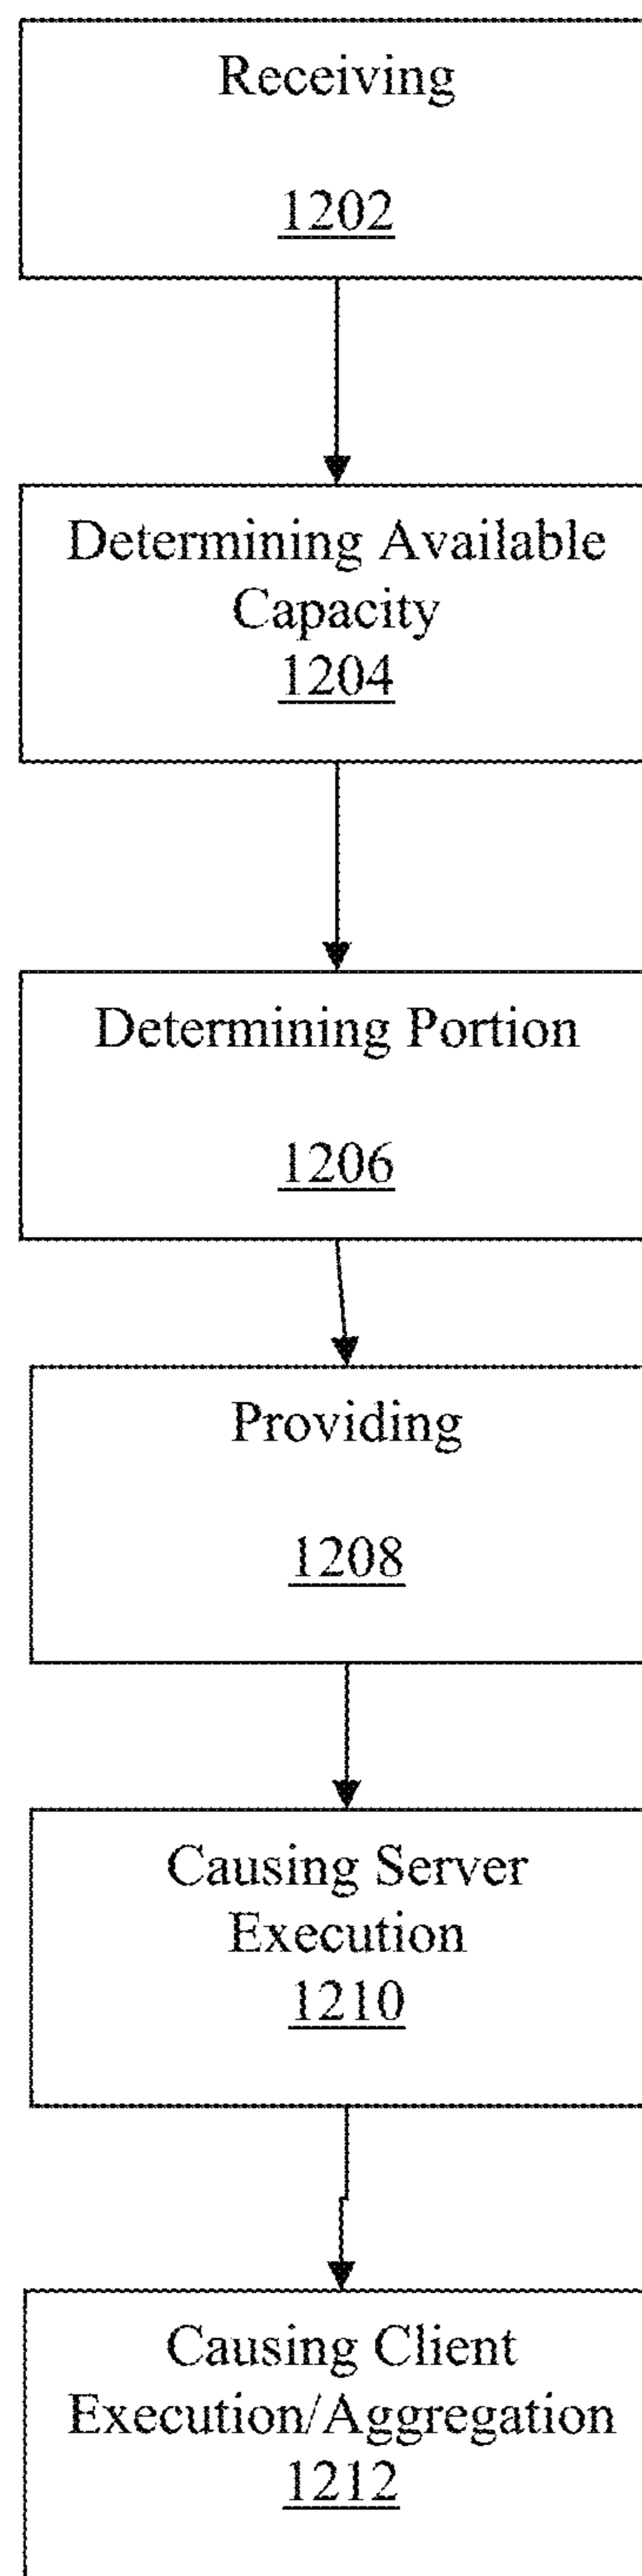 Receiving
1202
Determining Available
Capacity
1204
Determining Portion
1206
Providing
1208
Causing Server
Execution
1210
Causing Client
Execution/Aggregation
1212